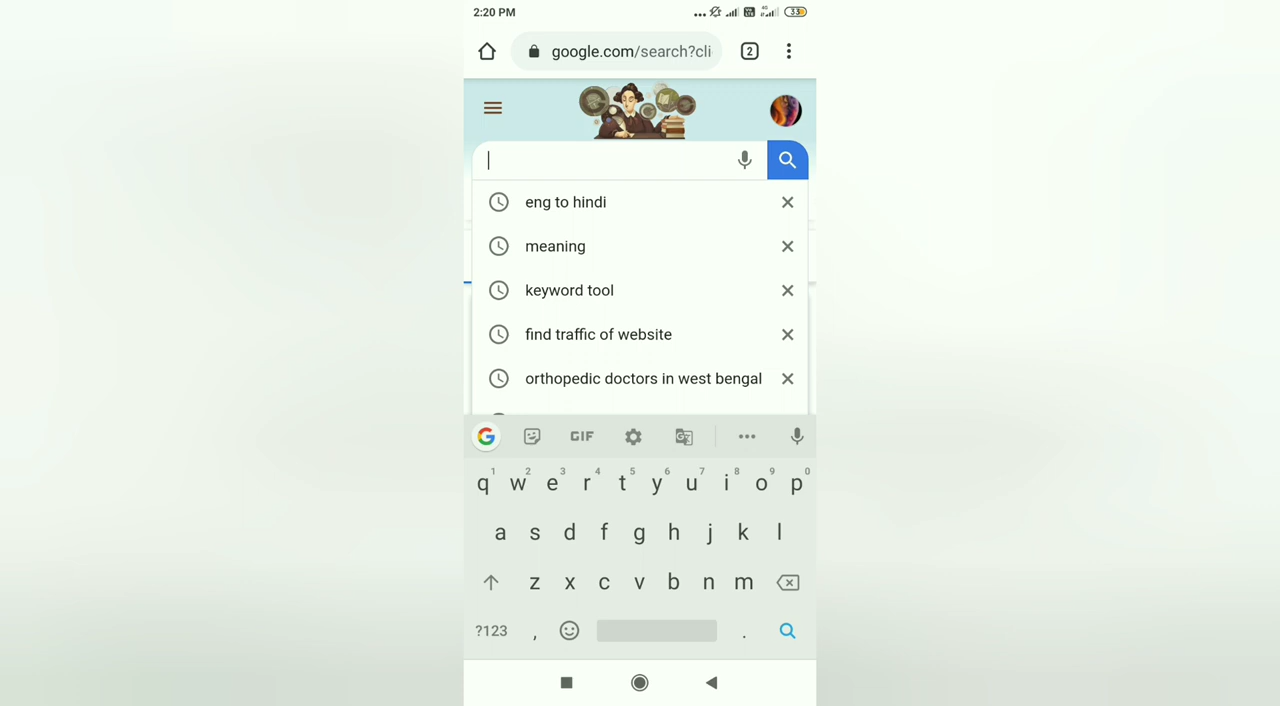 2:20 PM
33
google.com/search?cli
2
eng to hindi
meaning
keyword tool
find traffic of website
orthopedic doctors in west bengal
GIF
1 2 3 4 5 6 7 8 9 0
q w e r t y u i o p
a s d f g h j k l
z x c v b n m
?123 , .